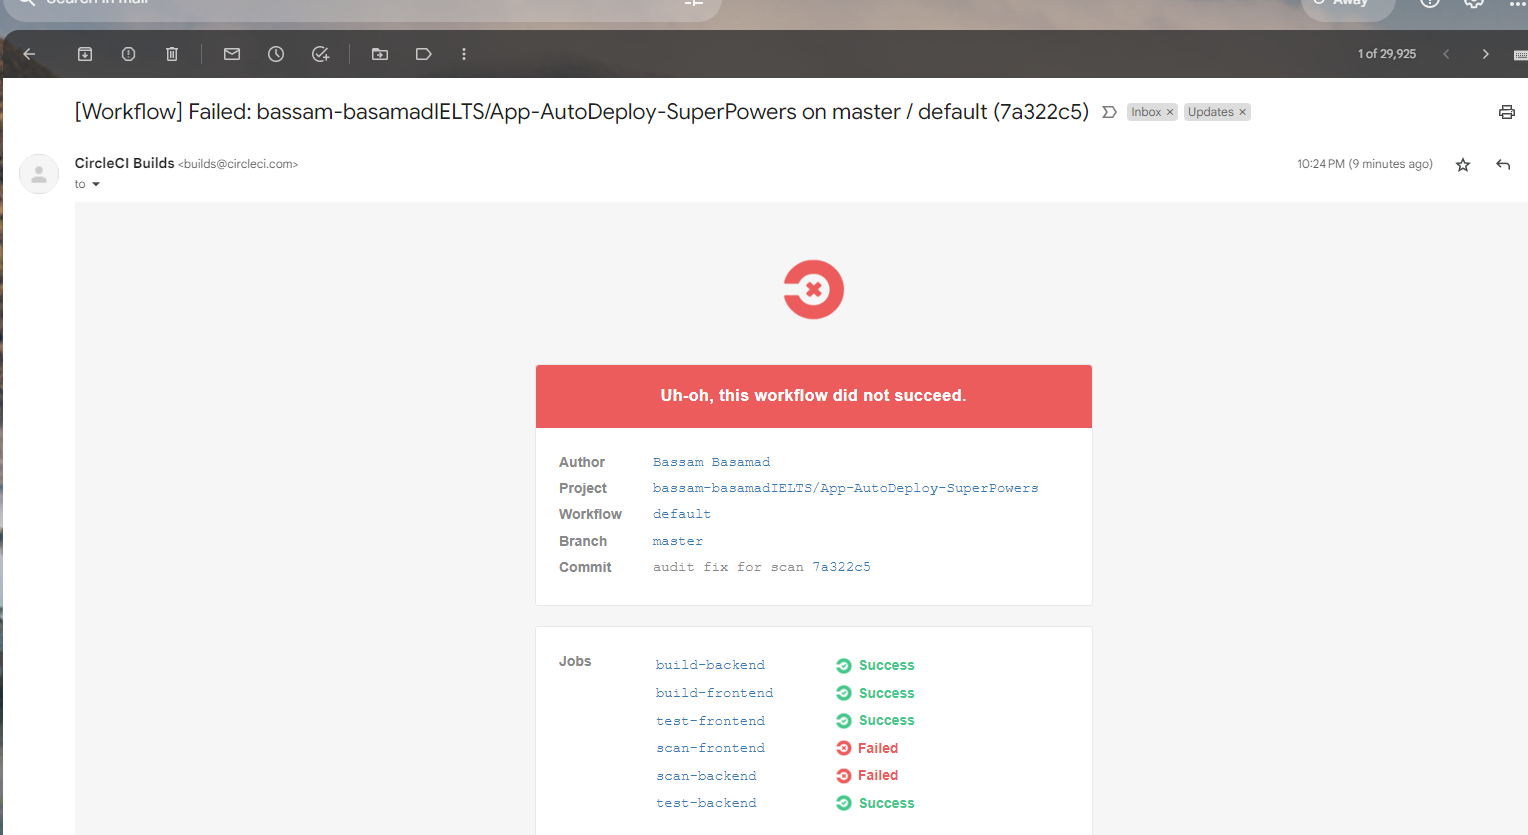 Search in mail
Away
1 of 29,925
[Workflow] Failed: bassam-basamadIELTS/App-AutoDeploy-SuperPowers on master / default (7a322c5)
Inbox ×
Updates ×
CircleCI Builds <builds@circleci.com>
10:24 PM (9 minutes ago)
to
Uh-oh, this workflow did not succeed.
Author Bassam Basamad
Project bassam-basamadIELTS/App-AutoDeploy-SuperPowers
Workflow default
Branch master
Commit audit fix for scan 7a322c5
Jobs
build-backend Success
build-frontend Success
test-frontend Success
scan-frontend Failed
scan-backend Failed
test-backend Success